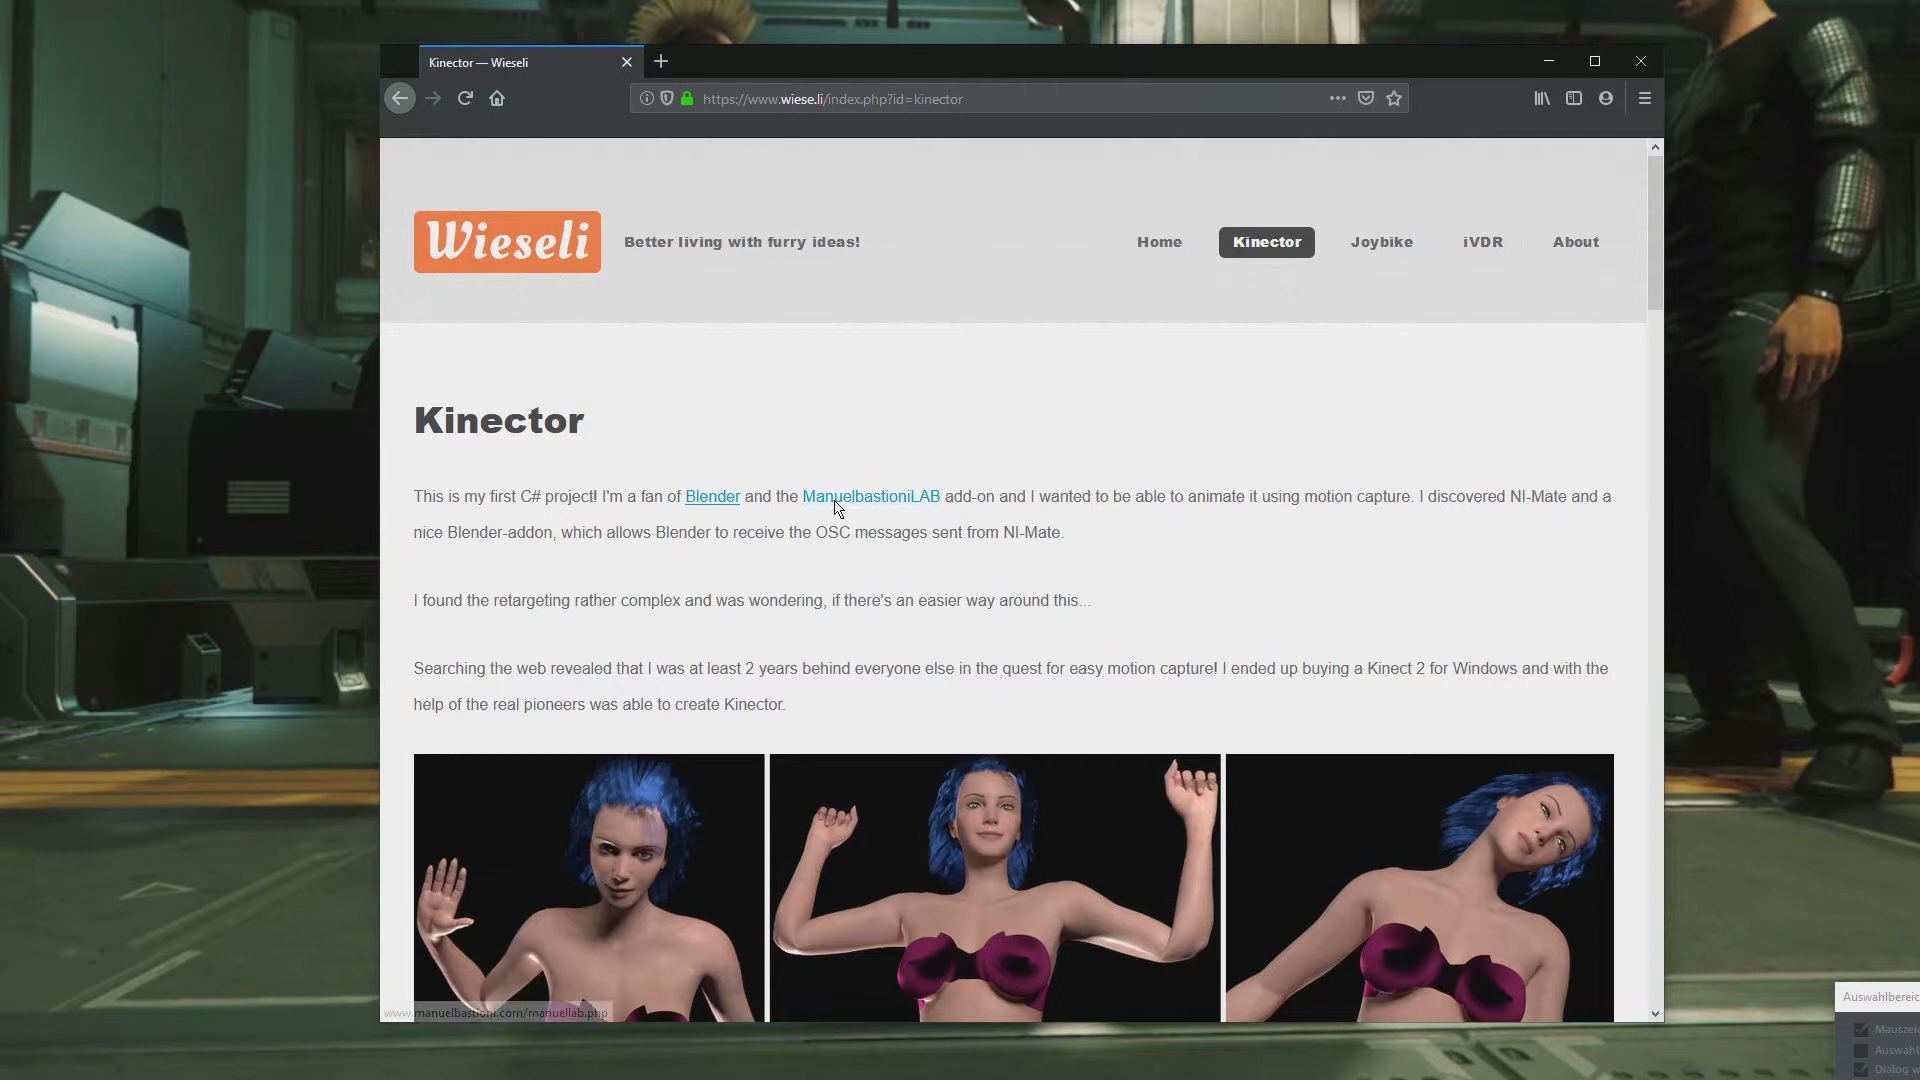 Kinector — Wieseli
https://www.wiese.li/index.php?id=kinector
Wieseli
Better living with furry ideas!
Home
Kinector
Joybike
iVDR
About
Kinector
This is my first C# project! I'm a fan of Blender and the ManuelbastioniLAB add-on and I wanted to be able to animate it using motion capture. I discovered NI-Mate and a
nice Blender-addon, which allows Blender to receive the OSC messages sent from NI-Mate.
I found the retargeting rather complex and was wondering, if there's an easier way around this...
Searching the web revealed that I was at least 2 years behind everyone else in the quest for easy motion capture! I ended up buying a Kinect 2 for Windows and with the
help of the real pioneers was able to create Kinector.
www.manuelbastioni.com/manuellab.php
Auswahlbereic
Mauszei
Auswahl
Dialog w